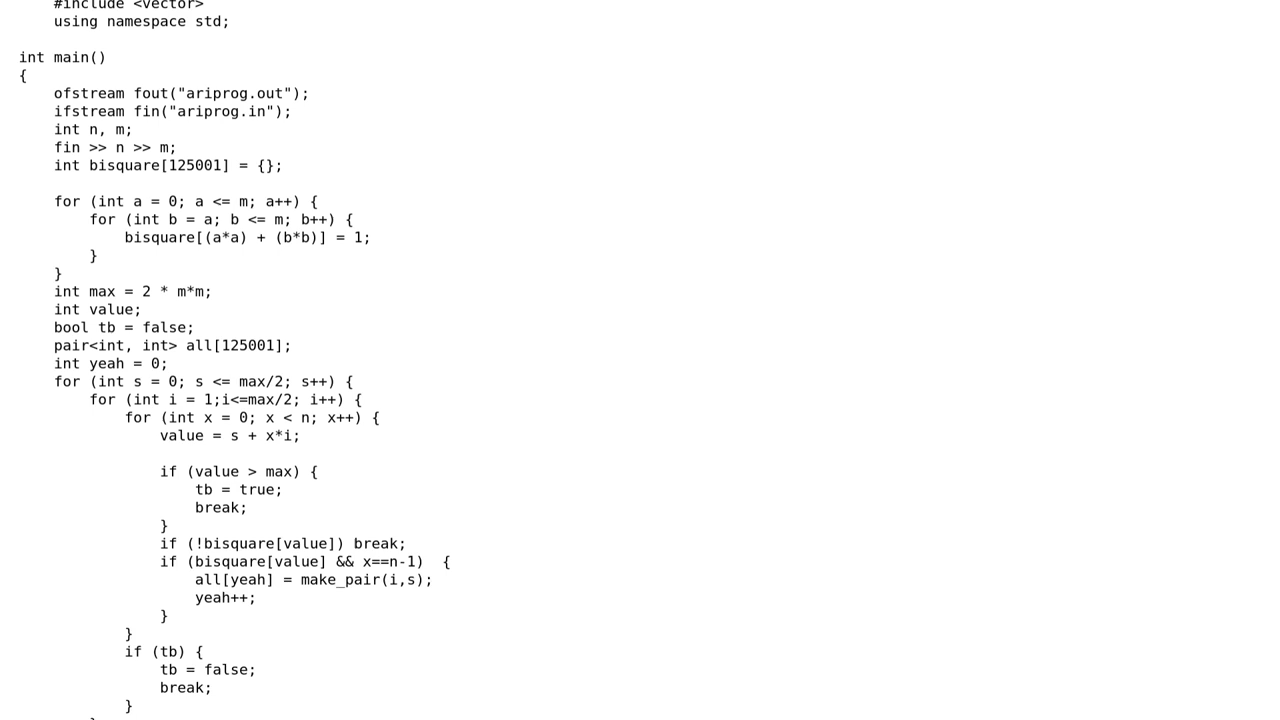 #include <vector>
using namespace std;
int main()
{
ofstream fout("ariprog.out");
ifstream fin("ariprog.in");
int n, m;
fin >> n >> m;
int bisquare[125001] = {};
for (int a = 0; a <= m; a++) {
for (int b = a; b <= m; b++) {
bisquare[(a*a) + (b*b)] = 1;
}
}
int max = 2 * m*m;
int value;
bool tb = false;
pair<int, int> all[125001];
int yeah = 0;
for (int s = 0; s <= max/2; s++) {
for (int i = 1;i<=max/2; i++) {
for (int x = 0; x < n; x++) {
value = s + x*i;
if (value > max) {
tb = true;
break;
}
if (!bisquare[value]) break;
if (bisquare[value] && x==n-1)  {
all[yeah] = make_pair(i,s);
yeah++;
}
}
if (tb) {
tb = false;
break;
}